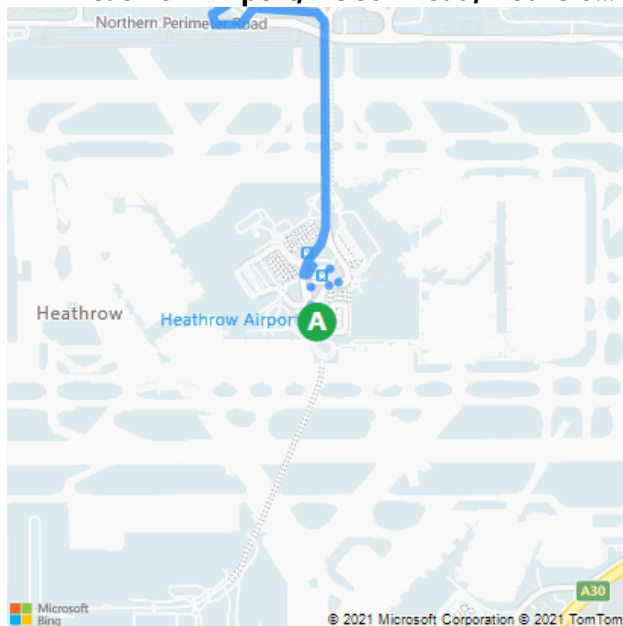 Northern Perimeter Road
Heathrow
Heathrow Airport
A
A30
Microsoft
Bing
© 2021 Microsoft Corporation © 2021 TomTom